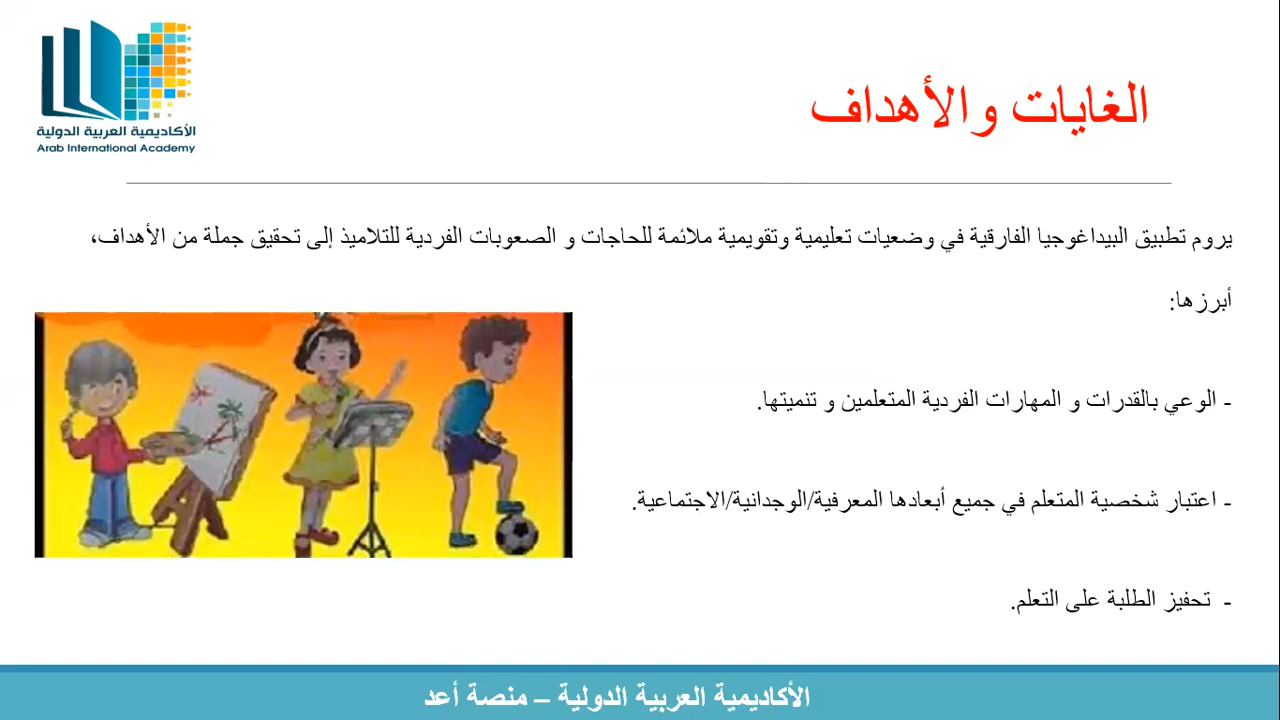 الأكاديمية العربية الدولية
Arab International Academy
الغايات والأهداف
يروم تطبيق البيداغوجيا الفارقية في وضعيات تعليمية وتقويمية ملائمة للحاجات و الصعوبات الفردية للتلاميذ إلى تحقيق جملة من الأهداف،
أبرزها:
- الوعي بالقدرات و المهارات الفردية المتعلمين و تنميتها.
- اعتبار شخصية المتعلم في جميع أبعادها المعرفية/الوجدانية/الاجتماعية.
- تحفيز الطلبة على التعلم.
الأكاديمية العربية الدولية – منصة أعد